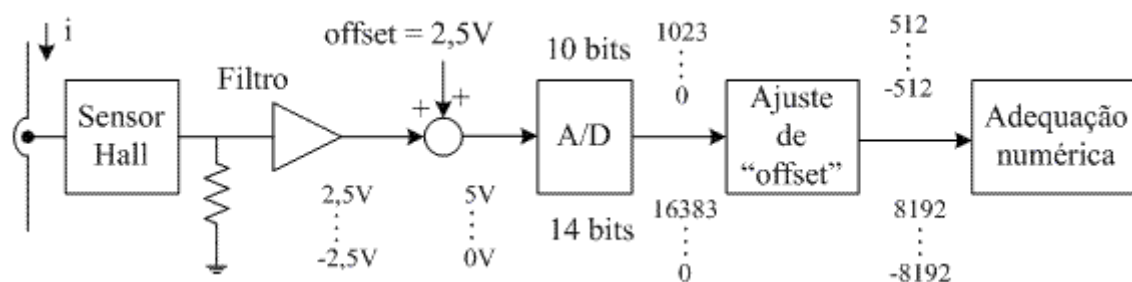 i
offset = 2,5V
Filtro
+
+
Sensor
Hall
2,5V
-2,5V
5V
0V
10 bits
A/D
14 bits
1023
0
16383
0
Ajuste
de
“offset”
512
-512
8192
-8192
Adequação
numérica